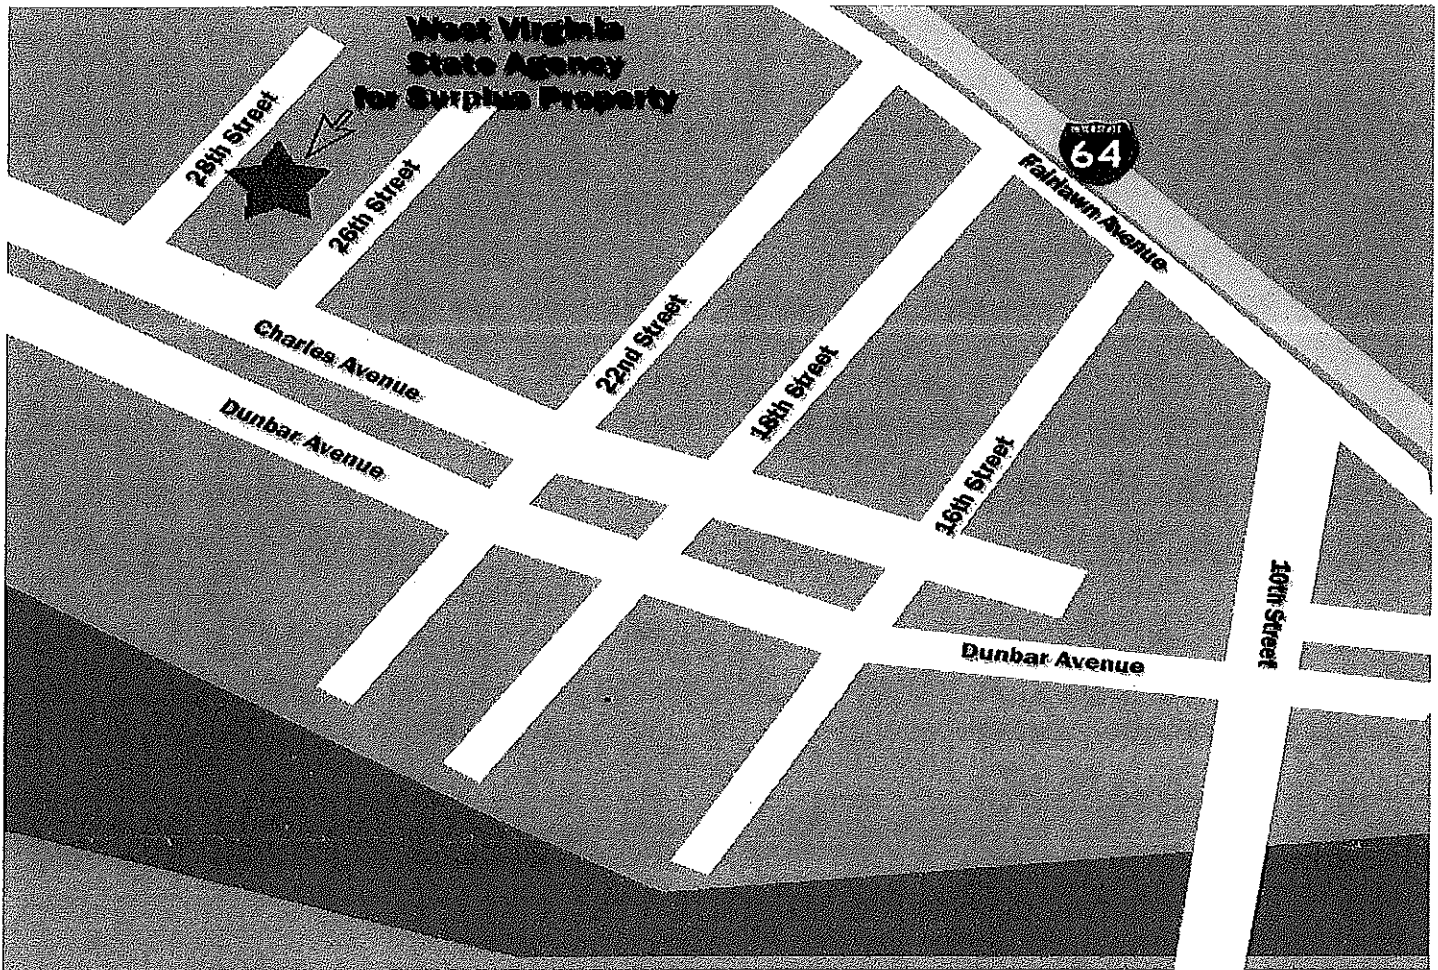 West Virginia
State Agency
for Surplus Property
28th Street
26th Street
64
Fairlawn Avenue
22nd Street
18th Street
16th Street
10th Street
Charles Avenue
Dunbar Avenue
Dunbar Avenue